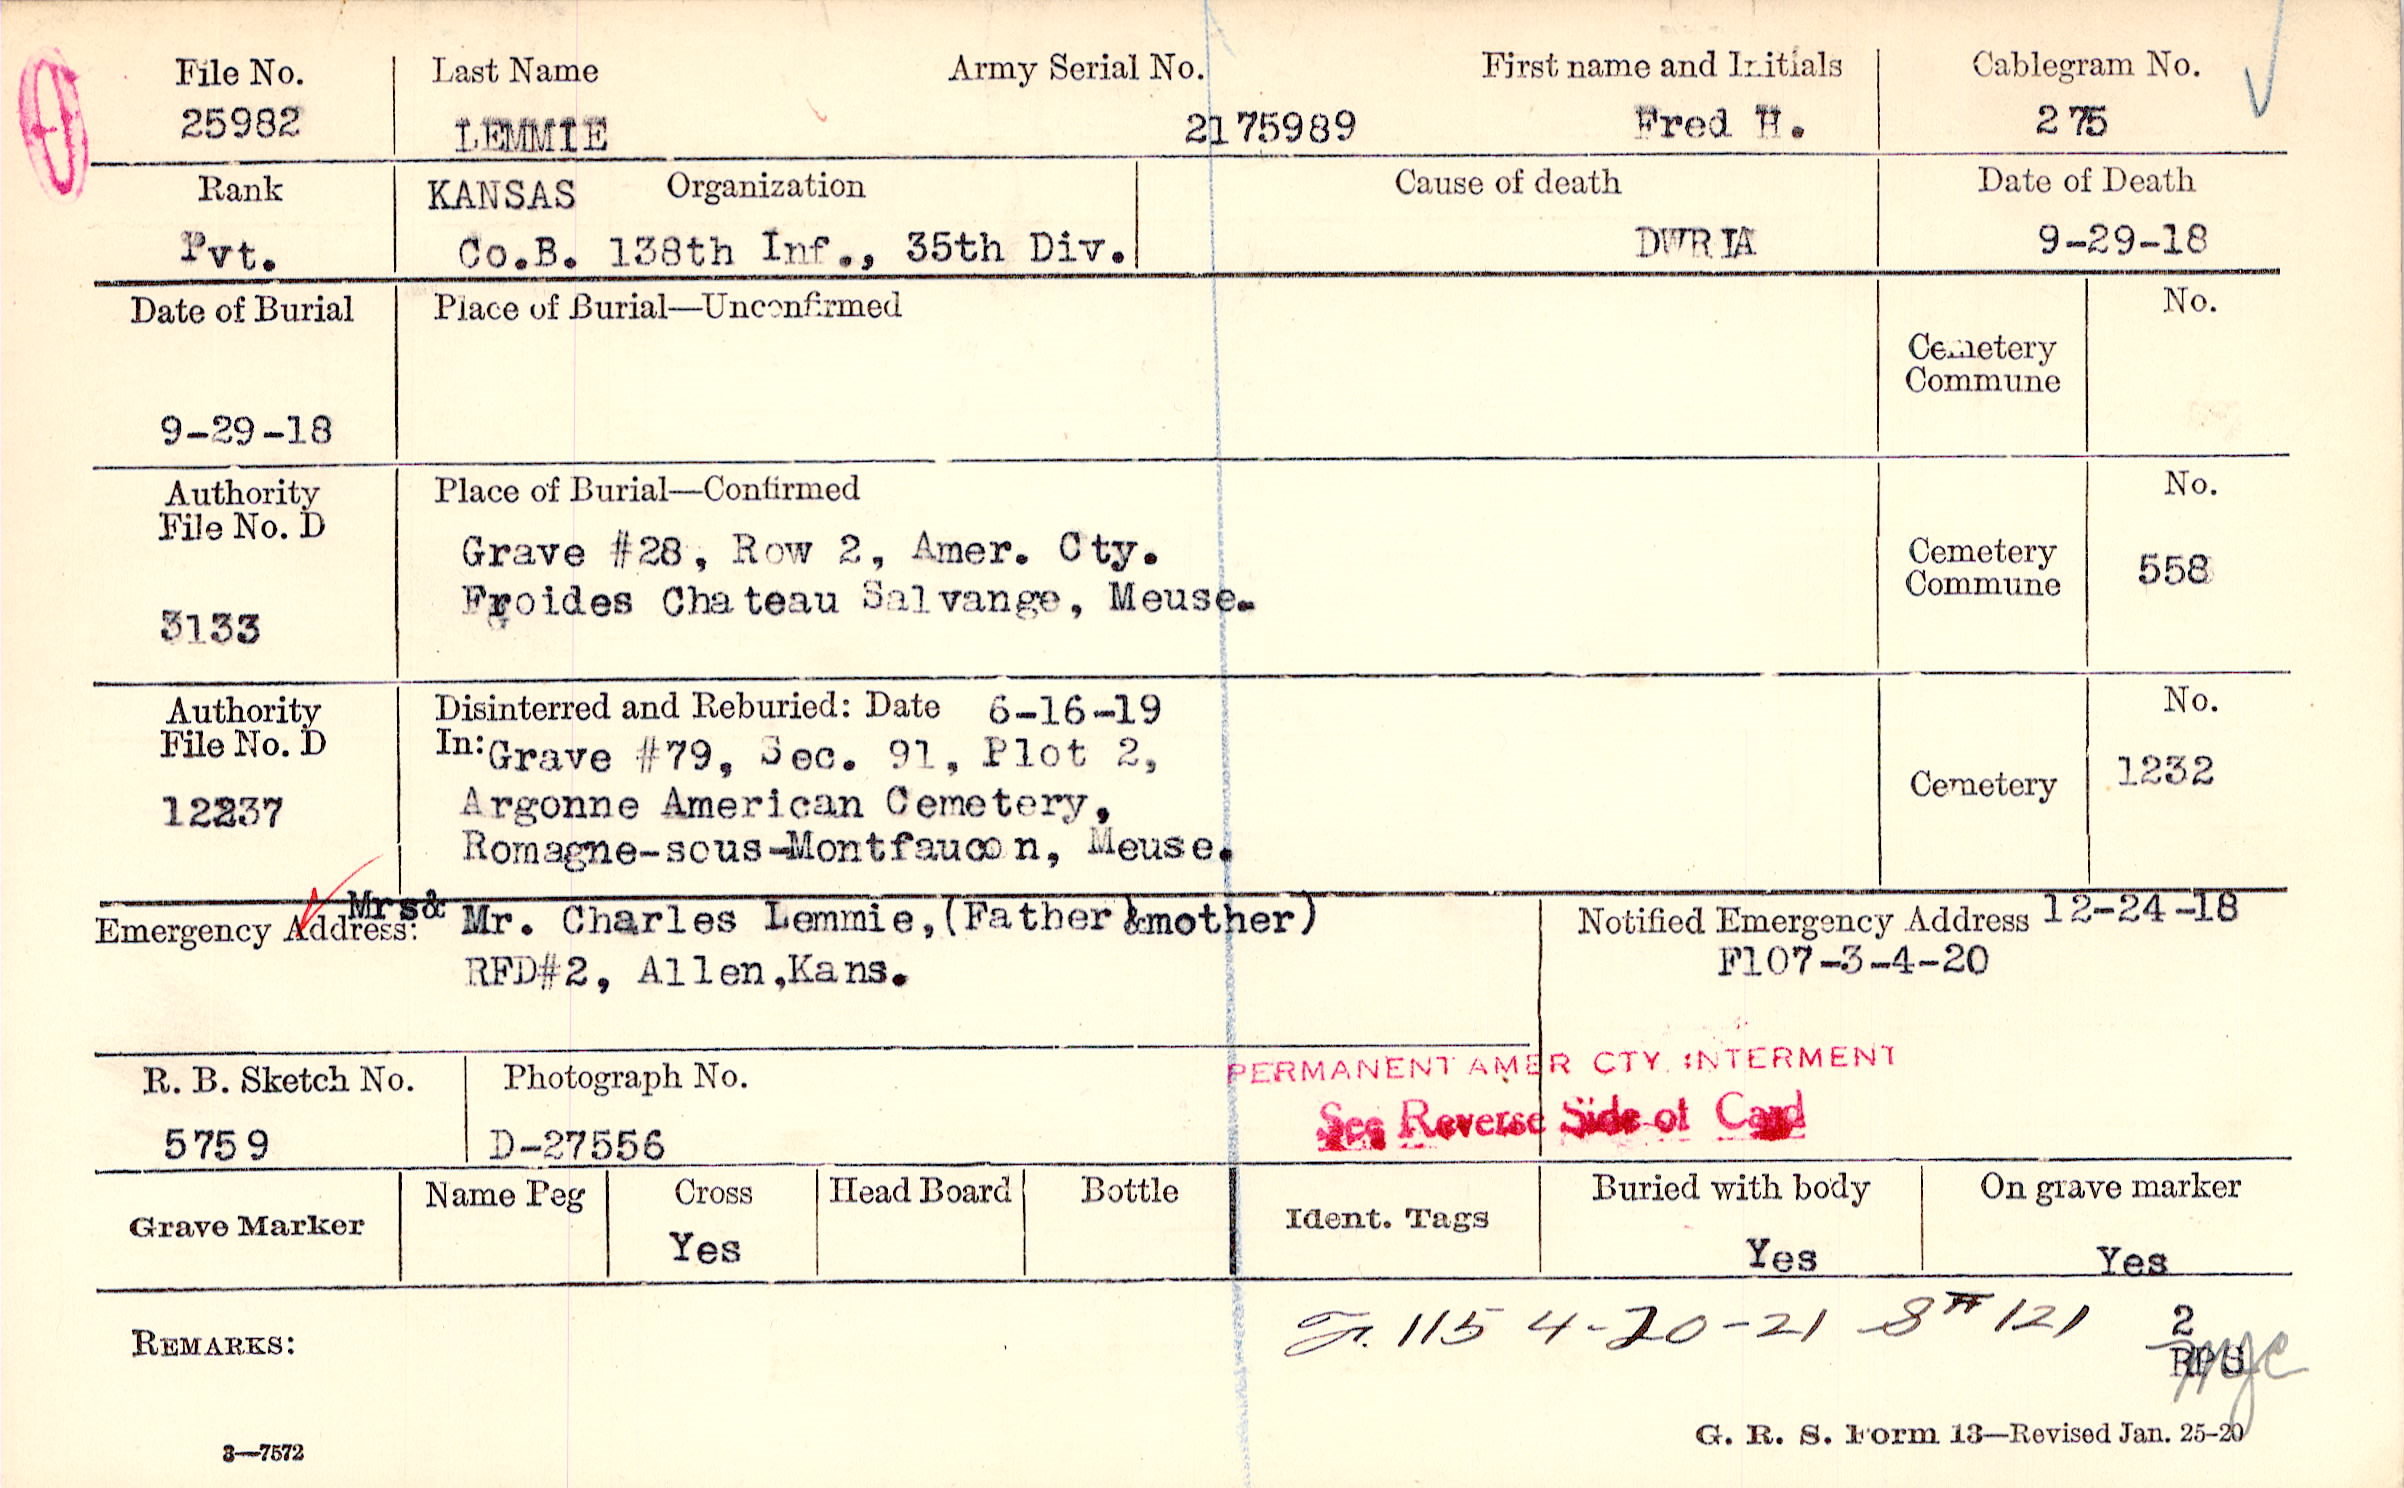 File No. Last Name Army Serial No. First name and Initials Cablegram No.
25982 LEMMIE 2175989 Fred H. 275
Rank KANSAS Organization Cause of death Date of Death
Pvt. Co.B. 138th Inf., 35th Div. DWRIA 9-29-18
Date of Burial Place of Burial—Unconfirmed No.
Cemetery
Commune
9-29-18
Authority Place of Burial—Confirmed No.
File No. D
Grave #28, Row 2, Amer. Cty. Cemetery
Commune 558
Froides Chateau Salvange, Meuse.
3133
Authority Disinterred and Reburied: Date 6-16-19 No.
File No. D In: Grave #79, Sec. 91, Plot 2,
Cemetery 1232
12237 Argonne American Cemetery,
Romagne-sous-Montfaucon, Meuse.
Emergency Address: Mrs& Mr. Charles Lemmie,(Father &mother) Notified Emergency Address 12-24-18
RFD#2, Allen,Kans. F107-3-4-20
PERMANENT AMER CTY. INTERMENT
R. B. Sketch No. Photograph No.
See Reverse Side of Card
5759 D-27556
Grave Marker Name Peg Cross Head Board Bottle Ident. Tags Buried with body On grave marker
Yes Yes Yes
115 4-20-21 S# 121 2
REMARKS:
RPS
G. R. S. Form 13—Revised Jan. 25-20
3—7572